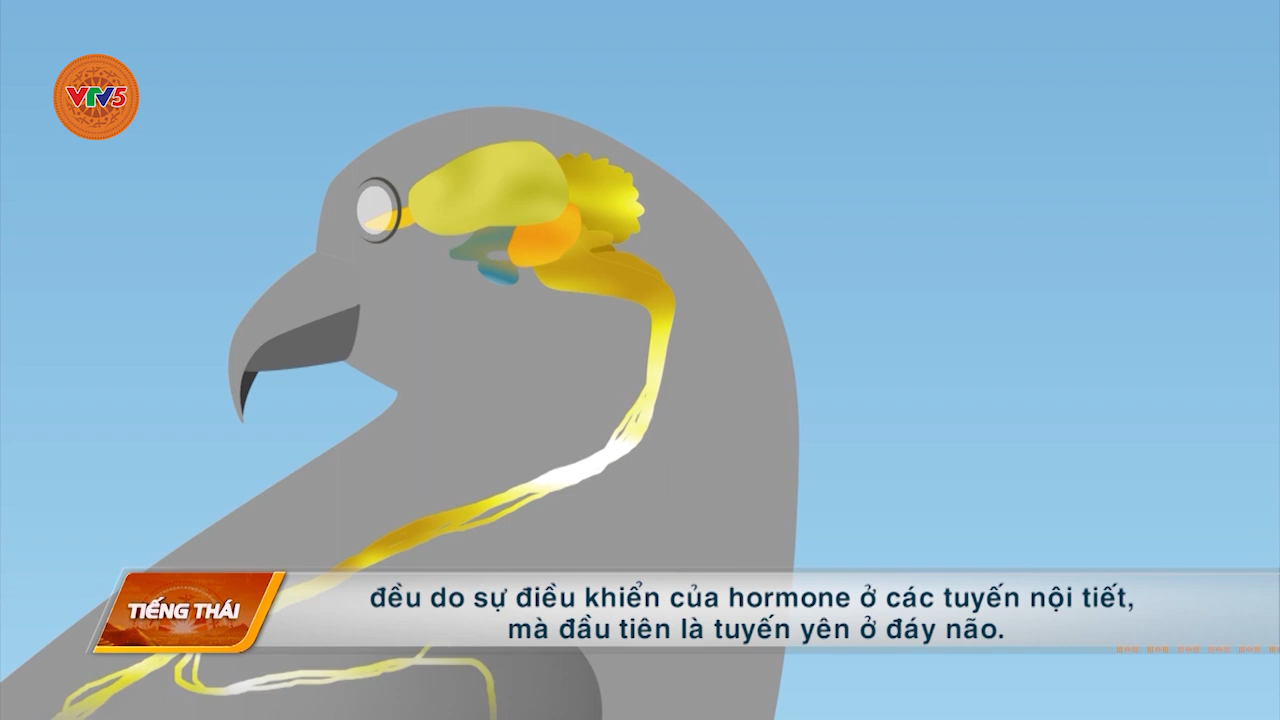 VTV5
TIẾNG THÁI
đều do sự điều khiển của hormone ở các tuyến nội tiết,
mà đầu tiên là tuyến yên ở đáy não.